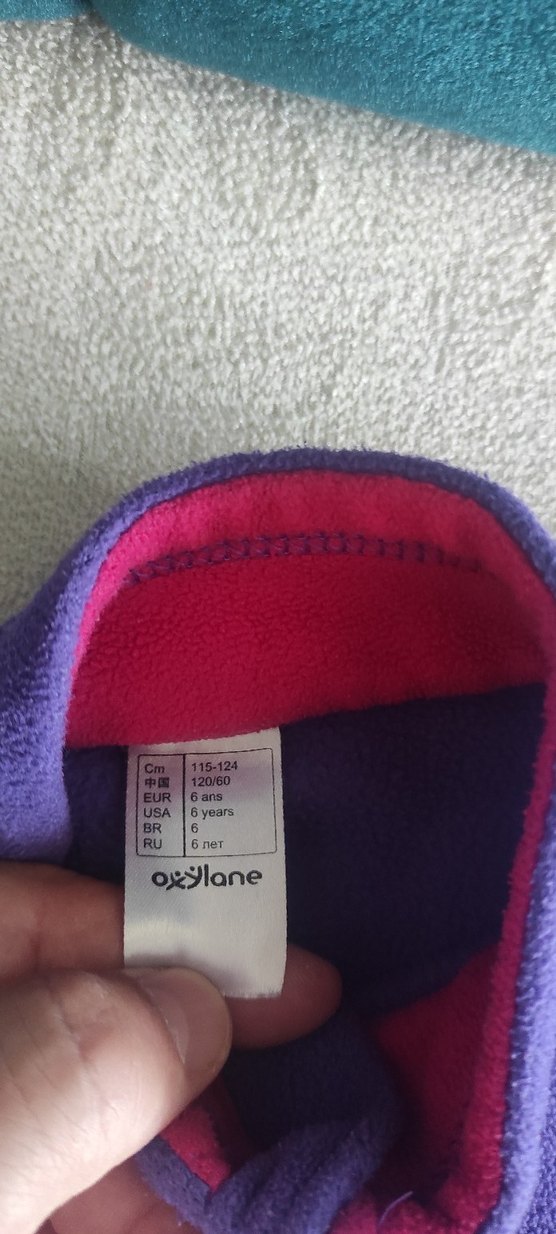 Cm 115-124
中国 120/60
EUR 6 ans
USA 6 years
BR 6
RU 6 лет
oxylane